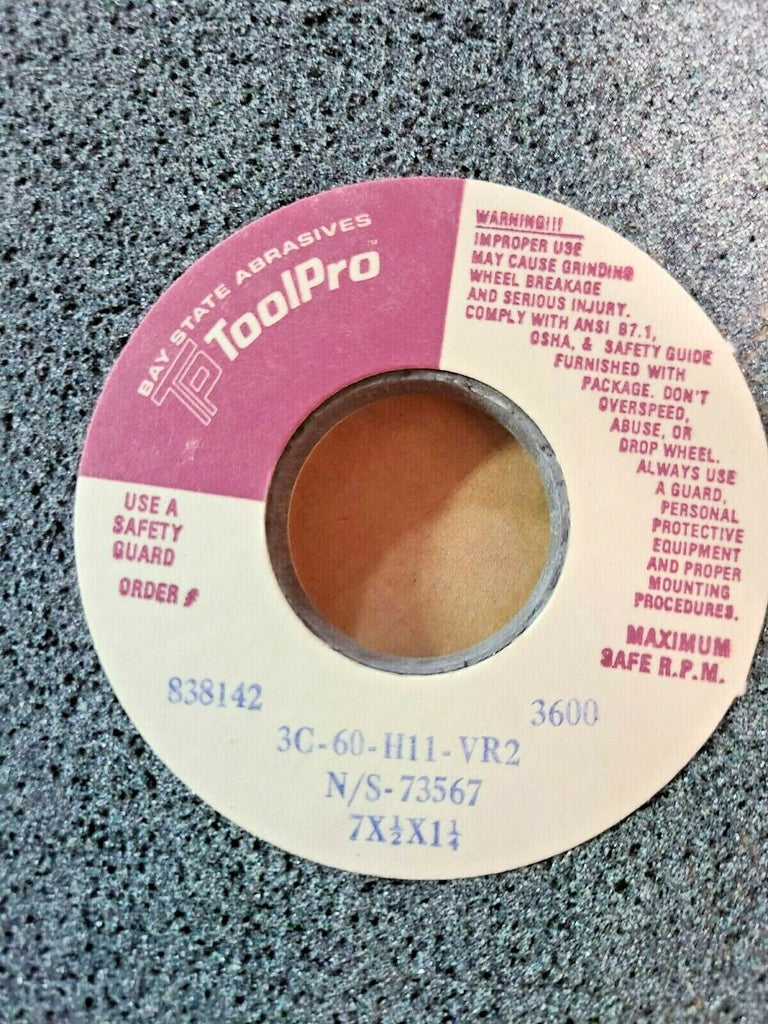 BAY STATE ABRASIVES
TP ToolPro™
WARNING!!!
IMPROPER USE
MAY CAUSE GRINDING
WHEEL BREAKAGE
AND SERIOUS INJURY.
COMPLY WITH ANSI B7.1,
OSHA, & SAFETY GUIDE
FURNISHED WITH
PACKAGE. DON'T
OVERSPEED,
ABUSE, OR
DROP WHEEL.
ALWAYS USE
A GUARD,
PERSONAL
PROTECTIVE
EQUIPMENT
AND PROPER
MOUNTING
PROCEDURES.
USE A
SAFETY
GUARD
ORDER #
MAXIMUM
SAFE R.P.M.
838142
3600
3C-60-H11-VR2
N/S-73567
7X½X1¼